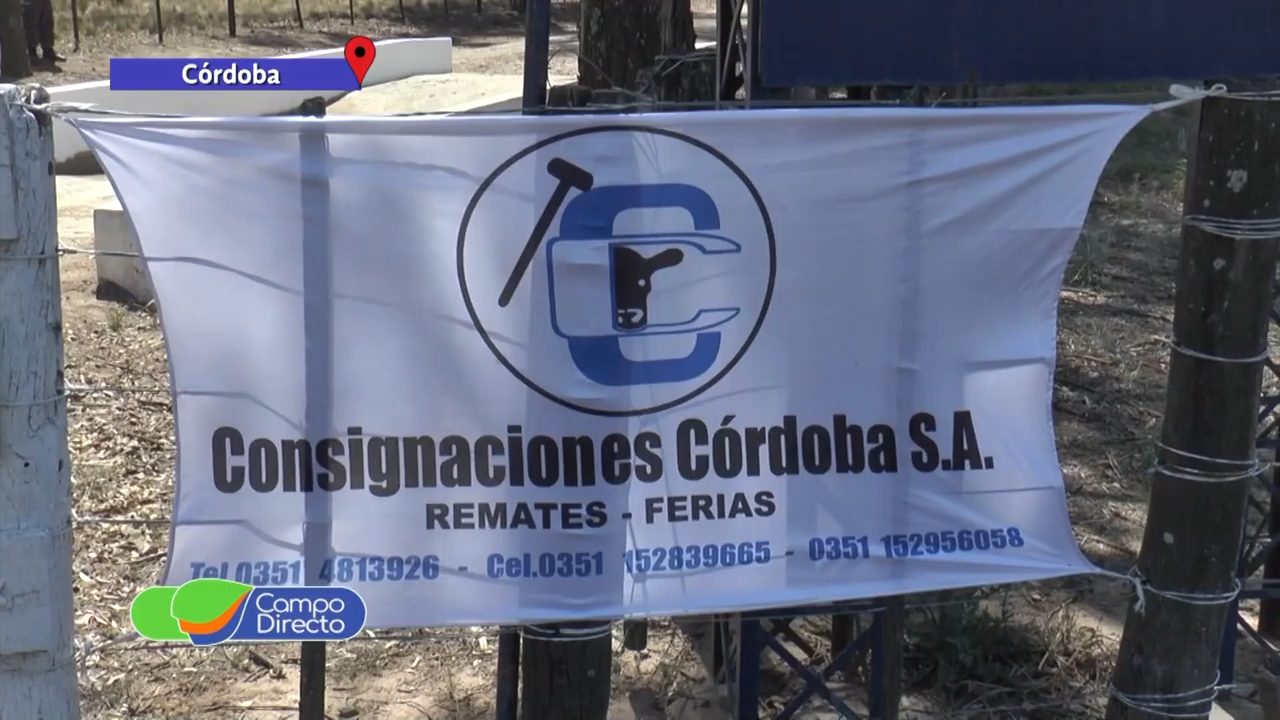 Córdoba
Consignaciones Córdoba S.A.
REMATES - FERIAS
Tel.0351 4813926 - Cel.0351 152839665 - 0351 152956058
Campo
Directo